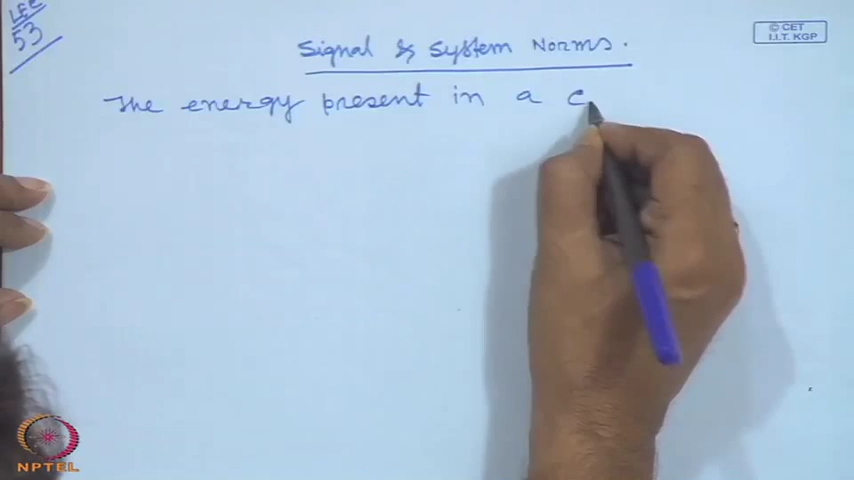 LEC
53
Signal & System Norms.
© CET
I.I.T. KGP
The energy present in a c
NPTEL